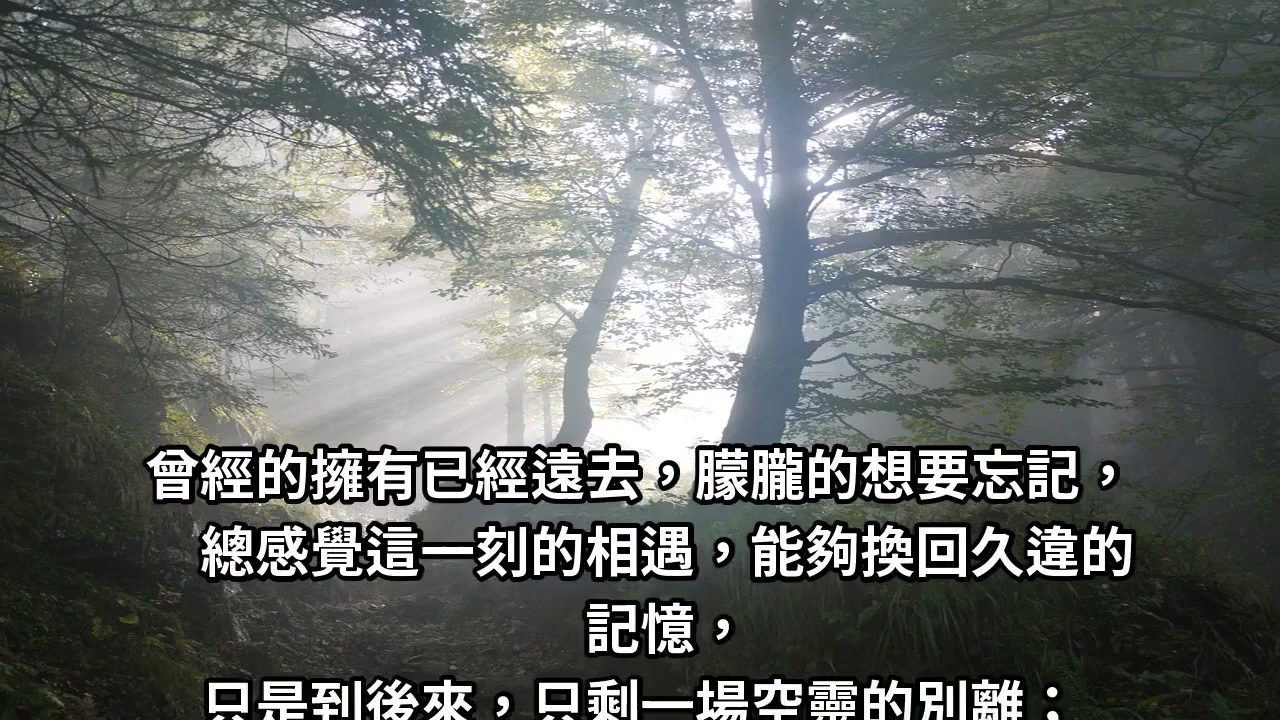 曾經的擁有已經遠去，朦朧的想要忘記，
總感覺這一刻的相遇，能夠換回久違的
記憶，
只是到後來，只剩一場空靈的別離；